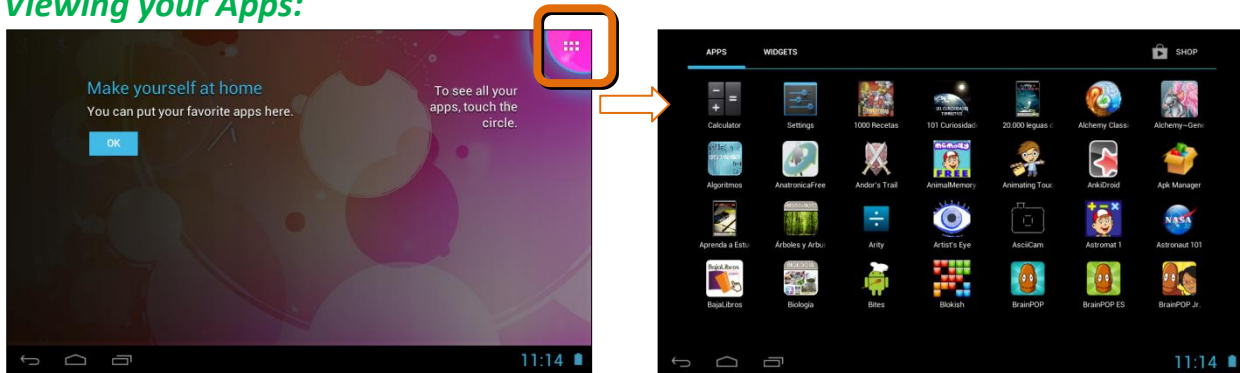 Viewing your Apps:
Make yourself at home
You can put your favorite apps here.
OK
To see all your
apps, touch the
circle.
11:14
APPS WIDGETS SHOP
Calculator Settings 1000 Recetas 101 Curiosidad 20.000 leguas d Alchemy Classi Alchemy~Gene
Algoritmos AnatronicaFree Andor's Trail AnimalMemory Animating Touc AnkiDroid Apk Manager
Aprenda a Estu Árboles y Arbu Arity Artist's Eye AsciiCam Astromat 1 Astronaut 101
BajaLibros Biologia Bites Blokish BrainPOP BrainPOP ES BrainPOP Jr.
11:14